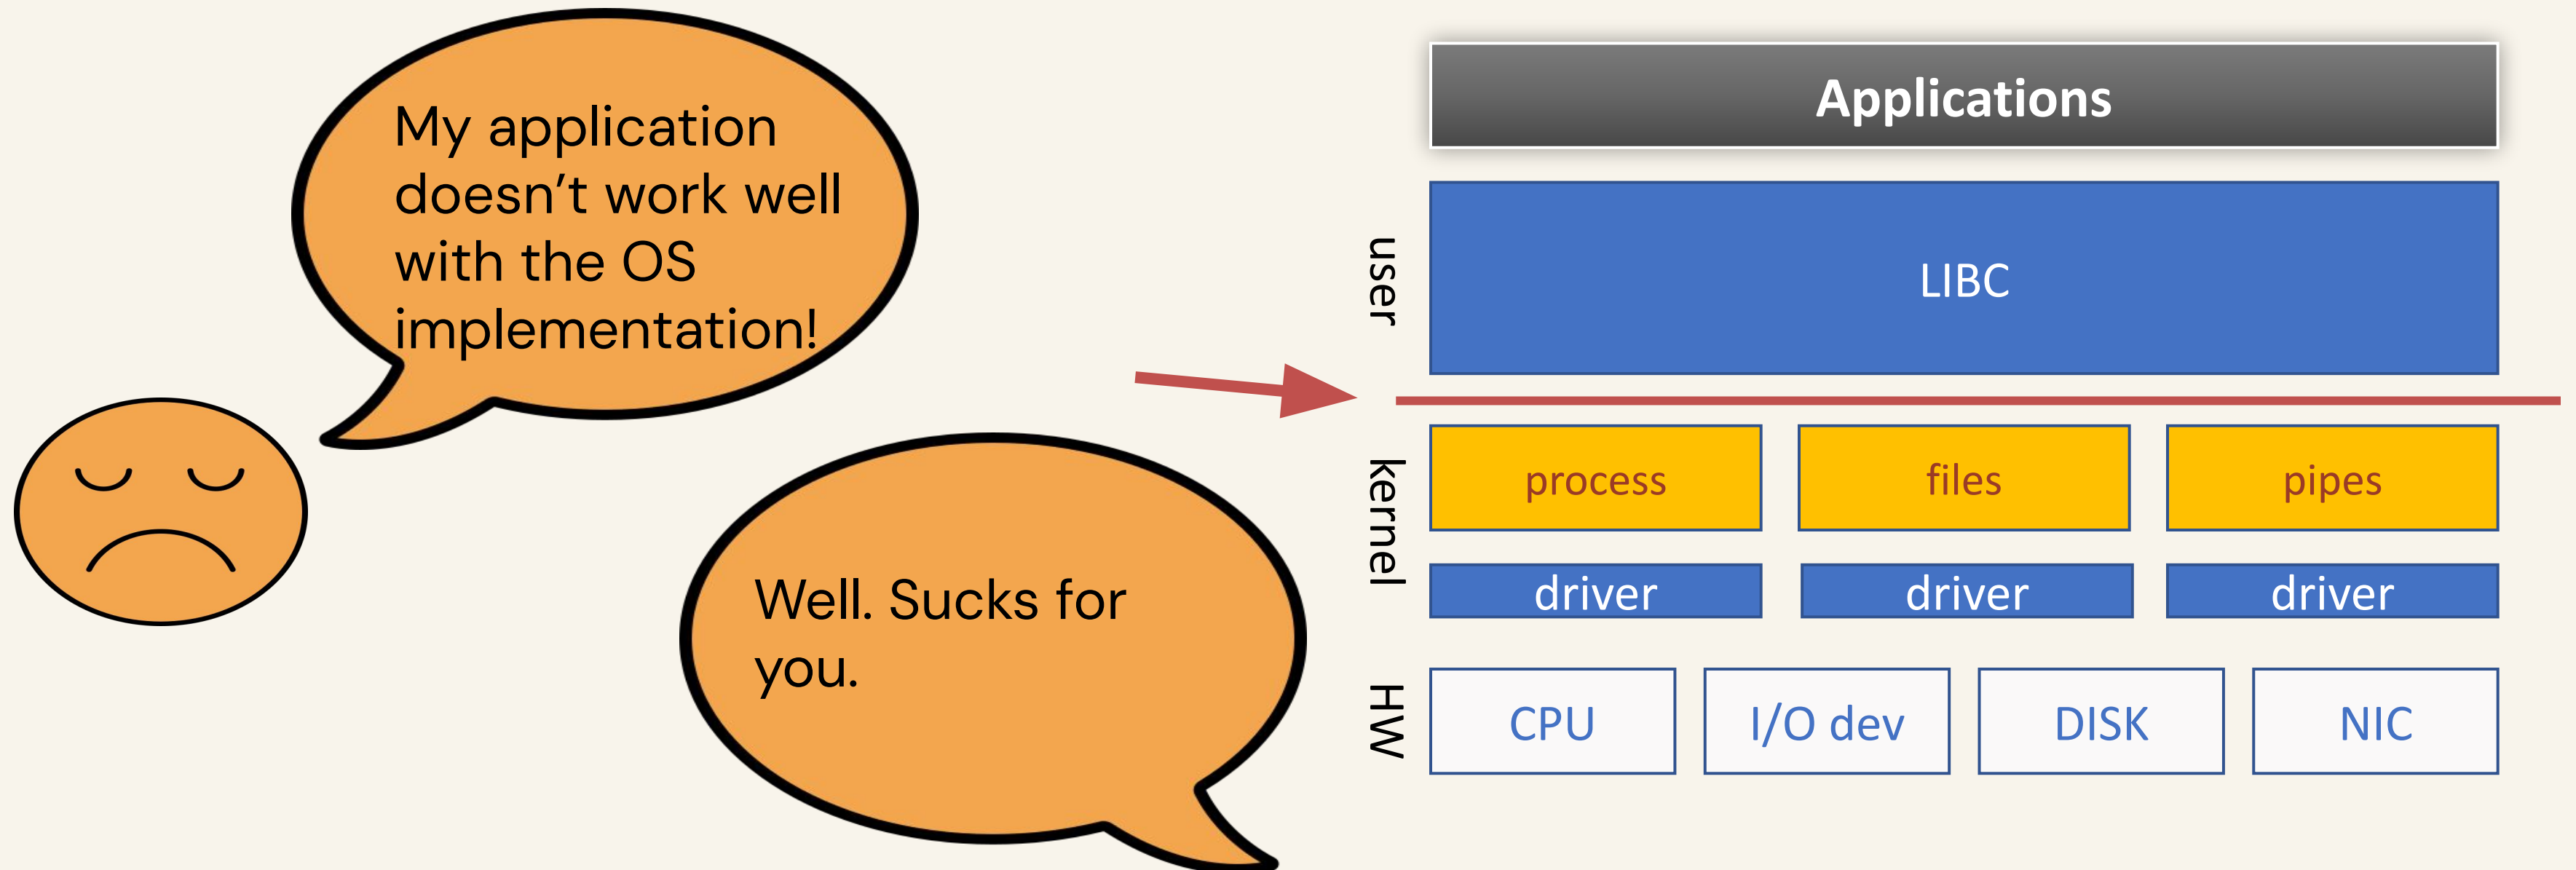 My application
doesn’t work well
with the OS
implementation!
Well. Sucks for
you.
Applications
user
LIBC
kernel
process files pipes
driver driver driver
HW
CPU I/O dev DISK NIC